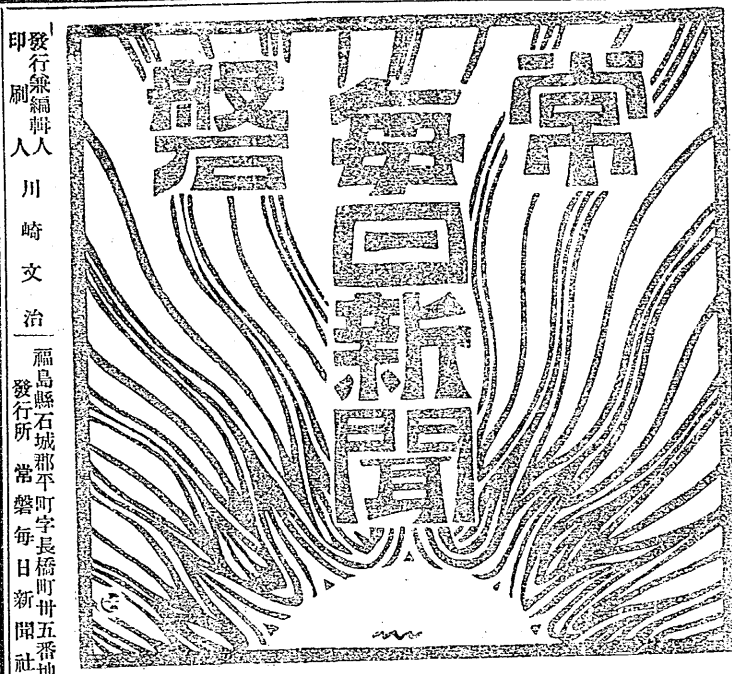 常磐
毎日新聞
發行兼編輯人
印刷人 川崎文治
福島縣石城郡平町字長橋町卅五番地
發行所 常磐每日新聞社